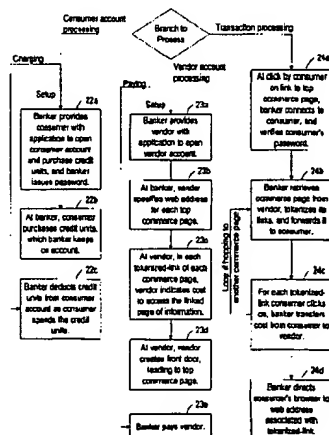 Consumer account
processing
Branch to
Process
Transaction processing
Charging
Vendor account
processing
Paying
Setup
22a
Banker provides
consumer with
application to open
consumer account
and purchase credit
units, and banker
issues password.
22b
At banker, consumer
purchases credit units,
which banker keeps
on account.
22c
Banker deducts credit
units from consumer
account as consumer
spends the credit
units.
Setup
23a
Banker provides
vendor with
application to open
vendor account.
23b
At banker, vendor
specifies web address
for each top
commerce page.
23c
At vendor, in each
tokenized-link of each
commerce page,
vendor indicates cost
to access the linked
page of information.
23d
At vendor, vendor
creates front door,
leading to top
commerce page.
23e
Banker pays vendor.
24a
At click by consumer
on link to top
commerce page,
banker connects to
consumer, and
verifies consumer's
password.
24b
Banker retrieves
commerce page from
vendor, tokenizes its
links, and forwards it
to consumer.
Loop if hopping to
another commerce page
24c
For each tokenized-
link consumer clicks
on, banker transfers
cost from consumer to
vendor.
24d
Banker directs
consumer's browser to
web address
associated with
tokenized-link.